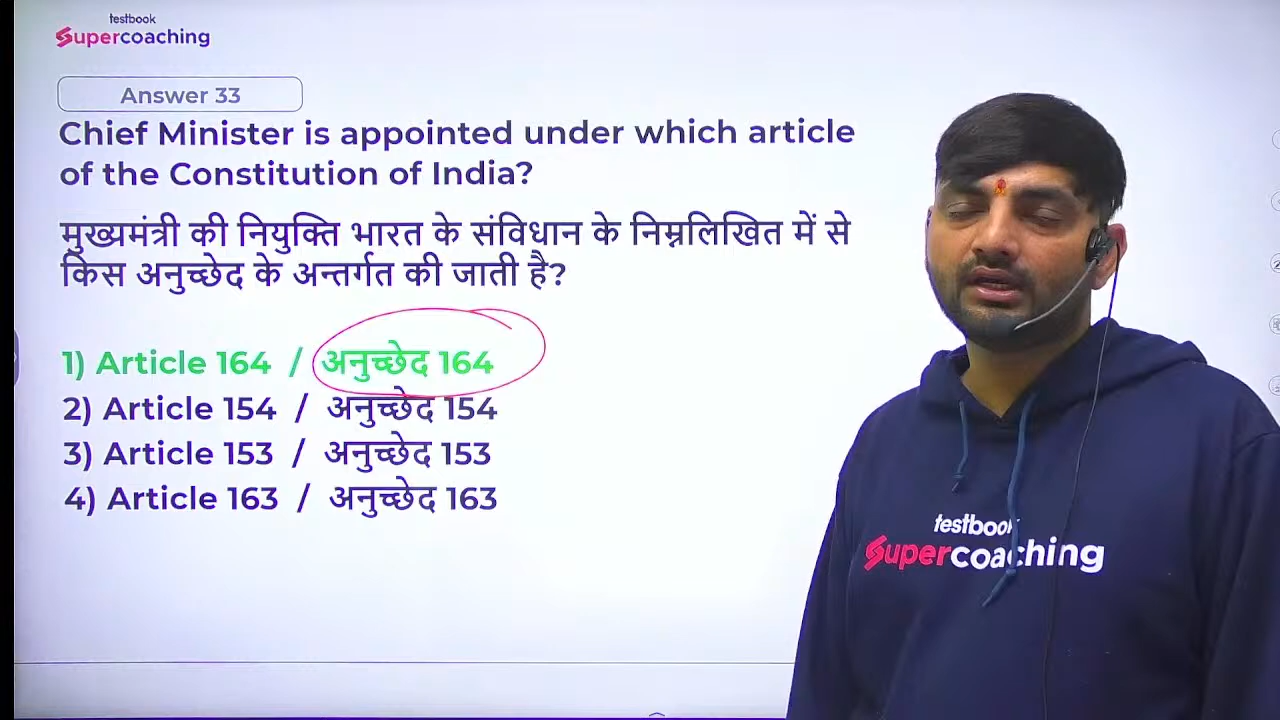 testbook
Supercoaching
Answer 33
Chief Minister is appointed under which article
of the Constitution of India?
मुख्यमंत्री की नियुक्ति भारत के संविधान के निम्नलिखित में से
किस अनुच्छेद के अन्तर्गत की जाती है?
1) Article 164 / अनुच्छेद 164
2) Article 154 / अनुच्छेद 154
3) Article 153 / अनुच्छेद 153
4) Article 163 / अनुच्छेद 163
testbook
Supercoaching